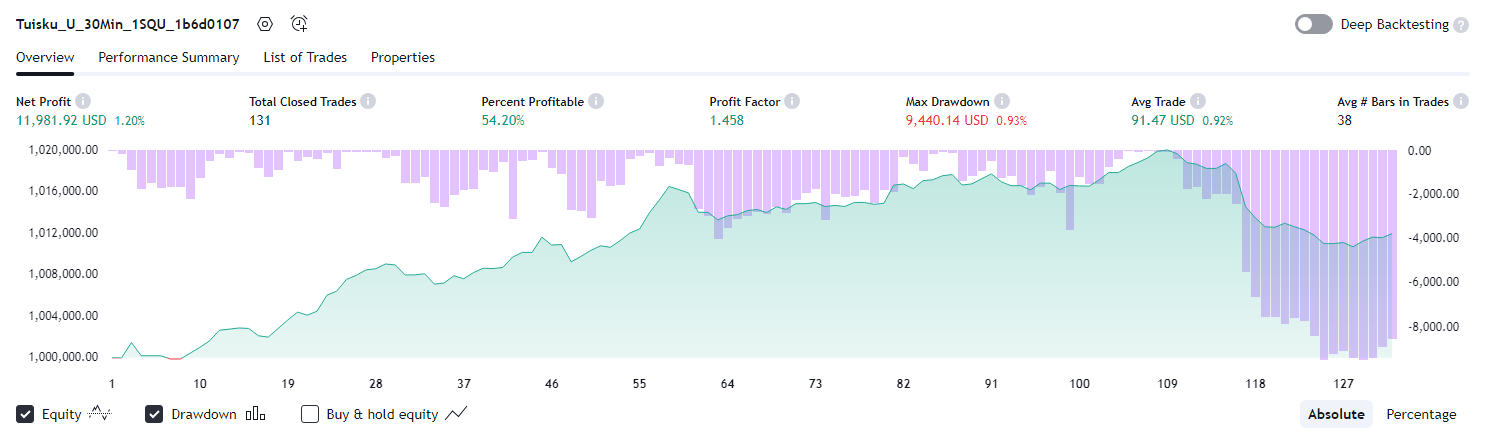 Tuisku_U_30Min_1SQU_1b6d0107
Deep Backtesting ?
Overview Performance Summary List of Trades Properties
Net Profit i Total Closed Trades i Percent Profitable i Profit Factor i Max Drawdown i Avg Trade i Avg # Bars in Trades i
11,981.92 USD 1.20% 131 54.20% 1.458 9,440.14 USD 0.93% 91.47 USD 0.92% 38
1,020,000.00 0.00
1,016,000.00 -2,000.00
1,012,000.00 -4,000.00
1,008,000.00 -6,000.00
1,004,000.00 -8,000.00
1,000,000.00
1 10 19 28 37 46 55 64 73 82 91 100 109 118 127
Equity Drawdown Buy & hold equity Absolute Percentage